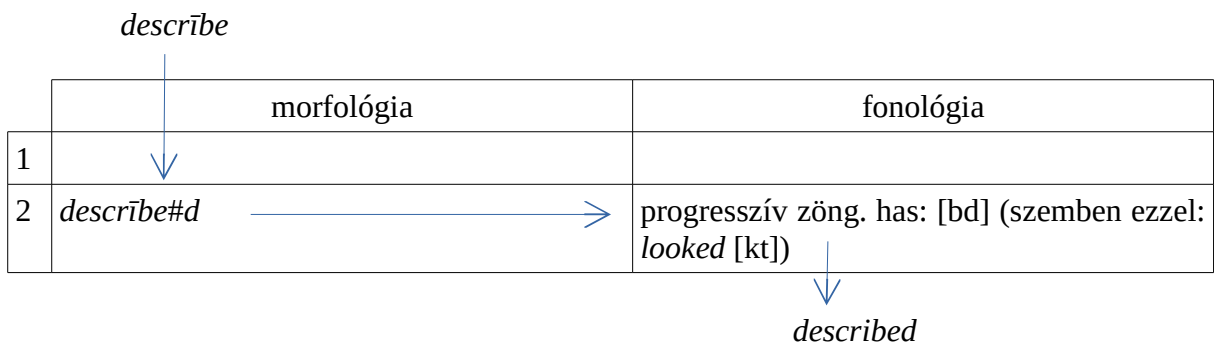 descrībe
morfológia fonológia
1
2 descrībe#d progresszív zöng. has: [bd] (szemben ezzel:
looked [kt])
described